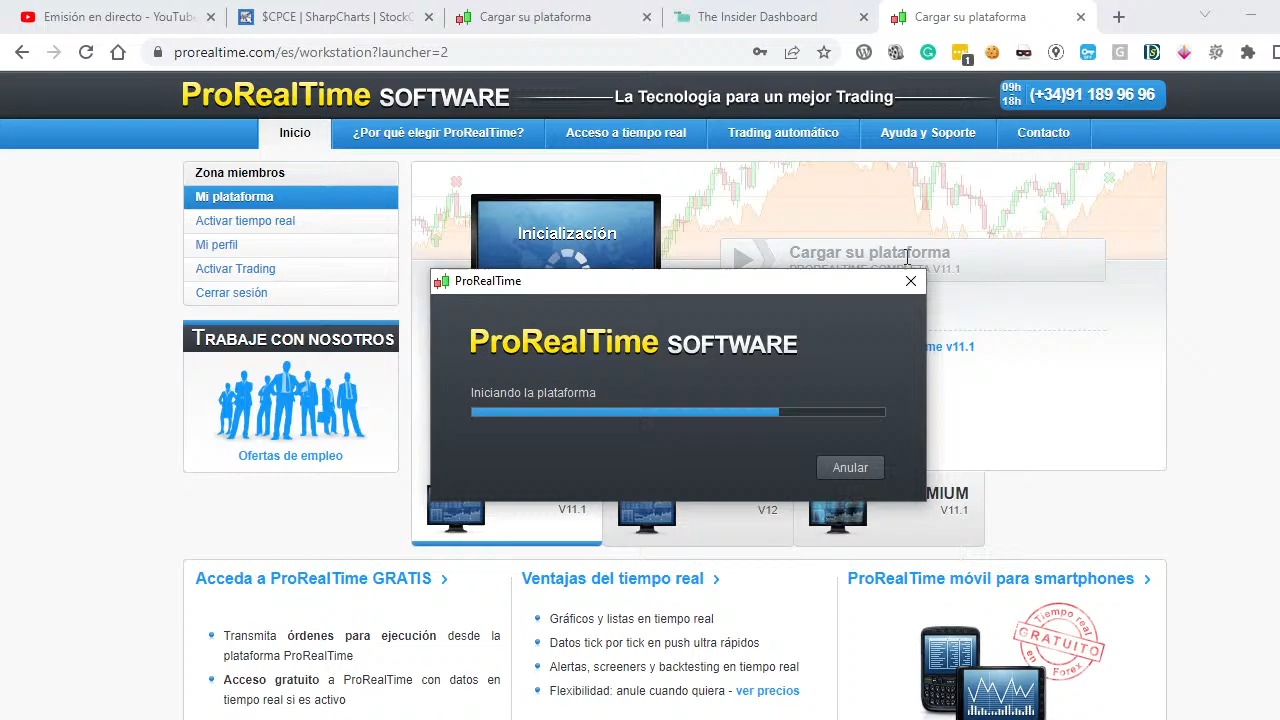 Emisión en directo - YouTube
$CPCE | SharpCharts | StockC
Cargar su plataforma
The Insider Dashboard
Cargar su plataforma
prorealtime.com/es/workstation?launcher=2
1
ProRealTime SOFTWARE
La Tecnología para un mejor Trading
09h
18h
(+34)91 189 96 96
Inicio
¿Por qué elegir ProRealTime?
Acceso a tiempo real
Trading automático
Ayuda y Soporte
Contacto
Zona miembros
Mi plataforma
Activar tiempo real
Mi perfil
Activar Trading
Cerrar sesión
TRABAJE CON NOSOTROS
Ofertas de empleo
Inicialización
Cargar su plataforma
PROREALTIME COMPLETA V11.1
me v11.1
ProRealTime
ProRealTime SOFTWARE
Iniciando la plataforma
Anular
V11.1
V12
MIUM
V11.1
Acceda a ProRealTime GRATIS
Transmita órdenes para ejecución desde la
plataforma ProRealTime
Acceso gratuito a ProRealTime con datos en
tiempo real si es activo
Ventajas del tiempo real
Gráficos y listas en tiempo real
Datos tick por tick en push ultra rápidos
Alertas, screeners y backtesting en tiempo real
Flexibilidad: anule cuando quiera - ver precios
ProRealTime móvil para smartphones
Tiempo real
GRATUITO
en Forex